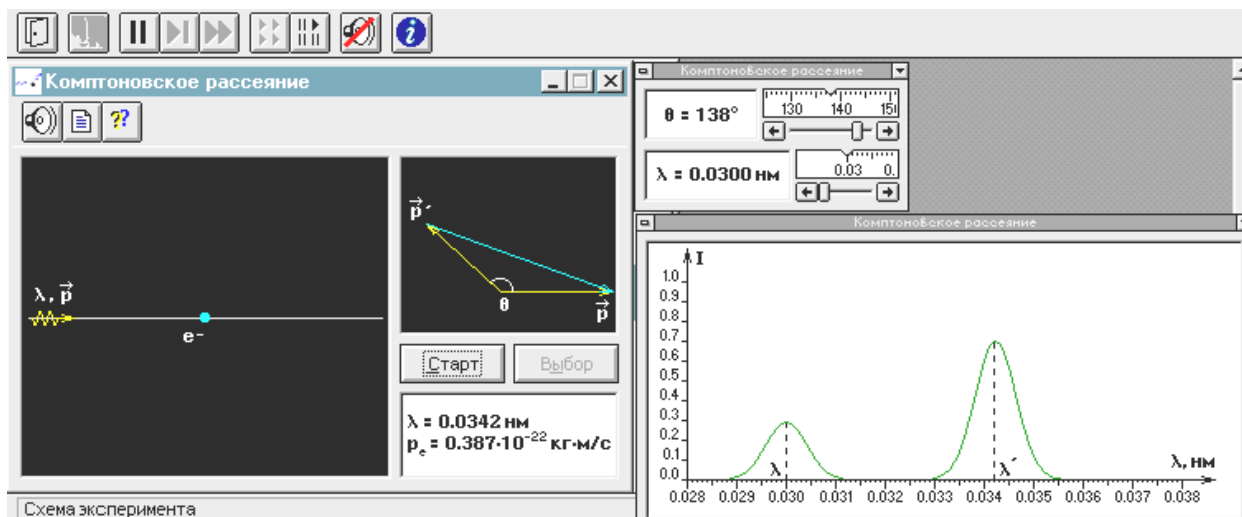 Комптоновское рассеяние
??
λ, p⃗
e-
p⃗´
θ
p⃗
Старт
Выбор
λ = 0.0342 нм
pe = 0.387·10⁻²² кг·м/с
Схема эксперимента
Комптоновское рассеяние
θ = 138°
130 140 15
λ = 0.0300 нм
0.03 0.
Комптоновское рассеяние
I
1.0
0.9
0.8
0.7
0.6
0.5
0.4
0.3
0.2
0.1
0.0
λ
λ´
λ, нм
0.028 0.029 0.030 0.031 0.032 0.033 0.034 0.035 0.036 0.037 0.038